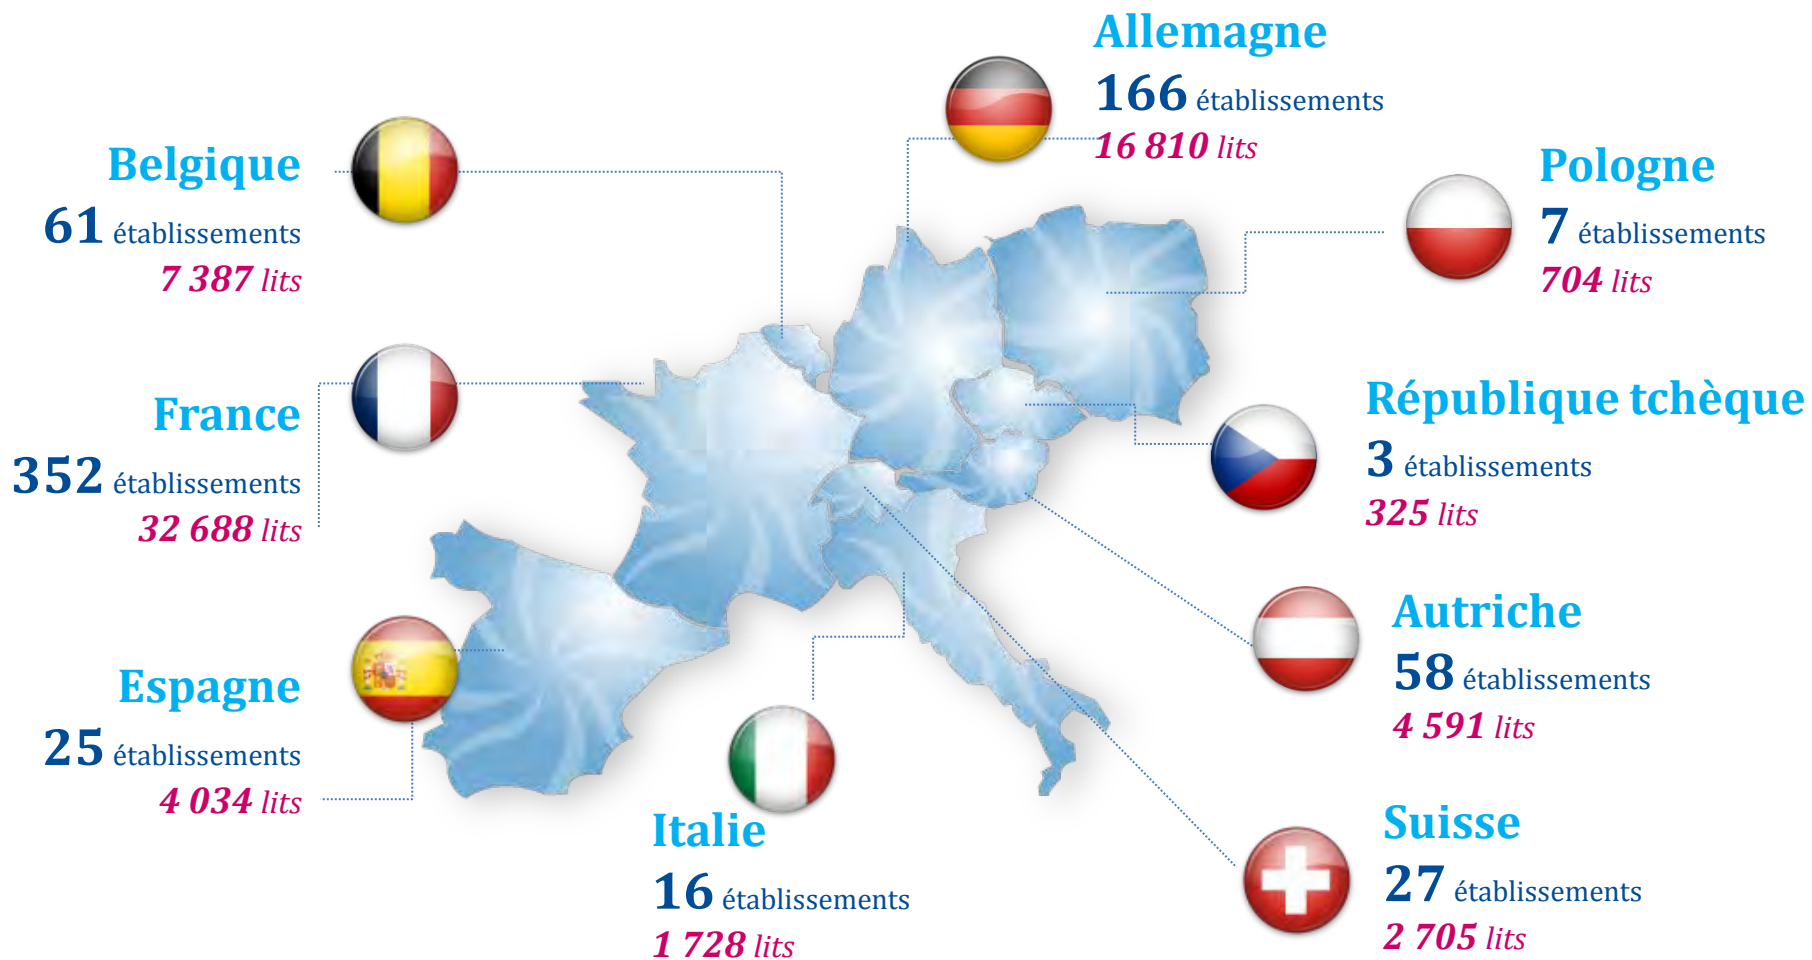 Allemagne
166 établissements
16 810 lits
Belgique
61 établissements
7 387 lits
Pologne
7 établissements
704 lits
France
352 établissements
32 688 lits
République tchèque
3 établissements
325 lits
Autriche
58 établissements
4 591 lits
Espagne
25 établissements
4 034 lits
Italie
16 établissements
1 728 lits
Suisse
27 établissements
2 705 lits